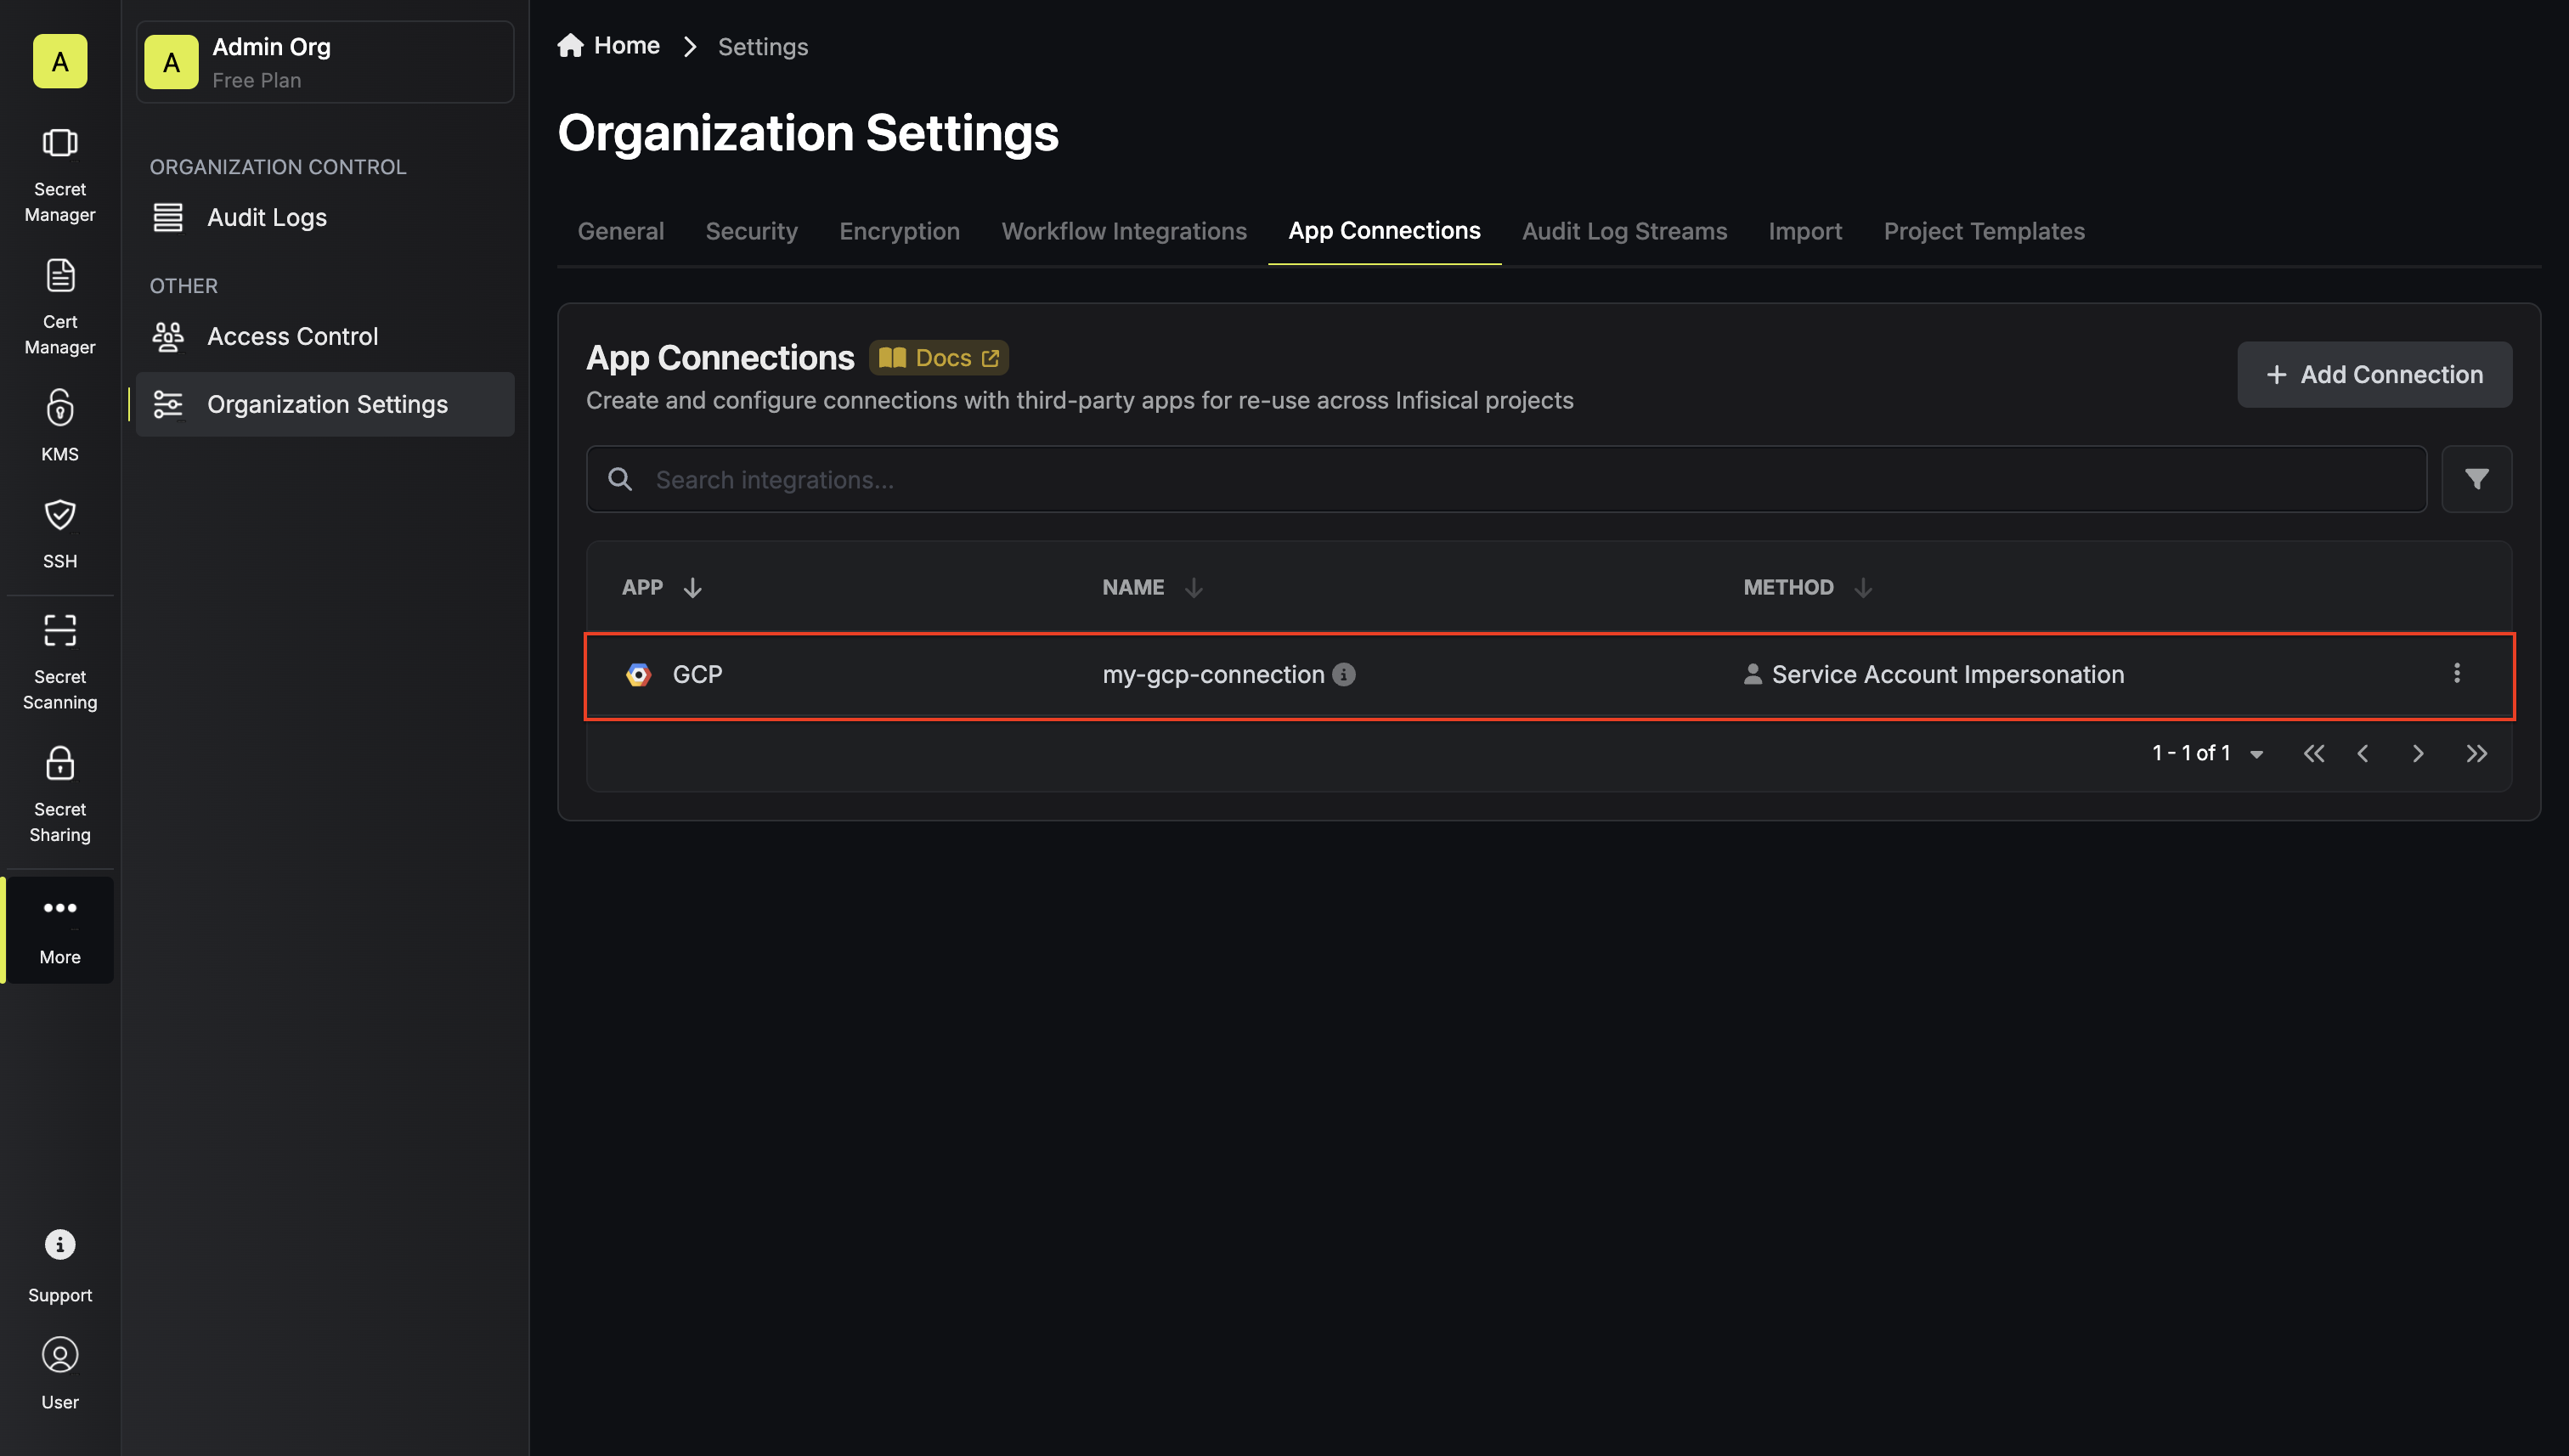 A
Secret
Manager
Cert
Manager
KMS
SSH
Secret
Scanning
Secret
Sharing
More
Support
User
A
Admin Org
Free Plan
ORGANIZATION CONTROL
Audit Logs
OTHER
Access Control
Organization Settings
Home
Settings
Organization Settings
General
Security
Encryption
Workflow Integrations
App Connections
Audit Log Streams
Import
Project Templates
App Connections
Docs
Create and configure connections with third-party apps for re-use across Infisical projects
Add Connection
Search integrations...
APP
NAME
METHOD
GCP
my-gcp-connection
Service Account Impersonation
1 - 1 of 1